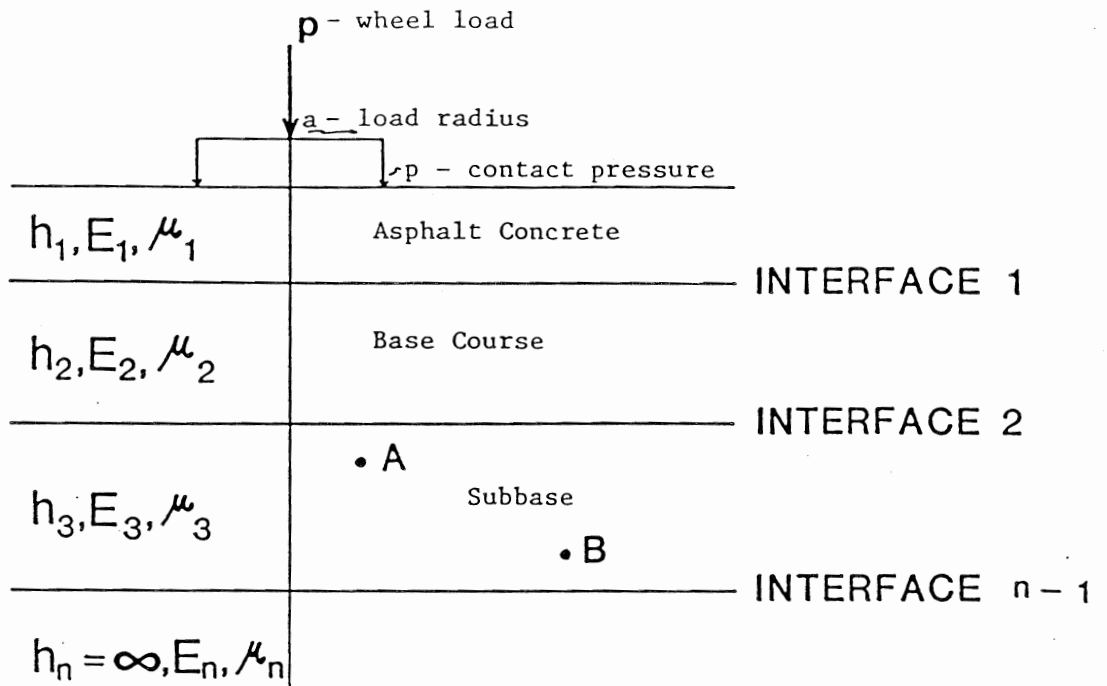 p - wheel load
a - load radius
p - contact pressure
h₁, E₁, μ₁
Asphalt Concrete
INTERFACE 1
h₂, E₂, μ₂
Base Course
INTERFACE 2
• A
h₃, E₃, μ₃
Subbase
• B
INTERFACE n - 1
hₙ = ∞, Eₙ, μₙ